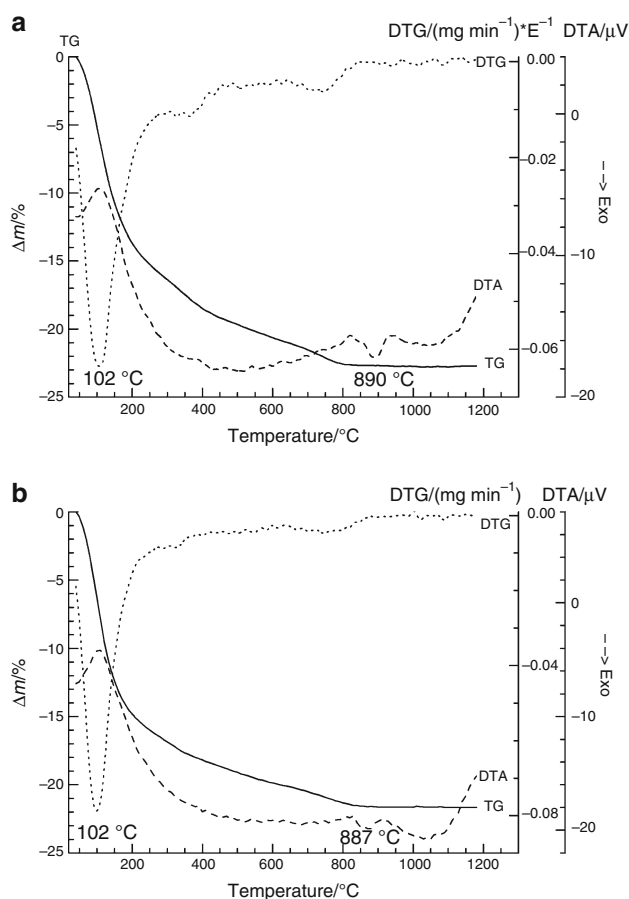 a
DTG/(mg min⁻¹)*E⁻¹ DTA/μV
TG
0
−5
−10
−15
−20
−25
Δm/%
0.00
−0.02
−0.04
−0.06
0
−10
−20
– –> Exo
DTG
DTA
TG
102 °C
890 °C
0 200 400 600 800 1000 1200
Temperature/°C
b
DTG/(mg min⁻¹) DTA/μV
0
−5
−10
−15
−20
−25
Δm/%
0.00
−0.04
−0.08
0
−10
−20
– –> Exo
DTG
DTA
TG
102 °C
887 °C
0 200 400 600 800 1000 1200
Temperature/°C